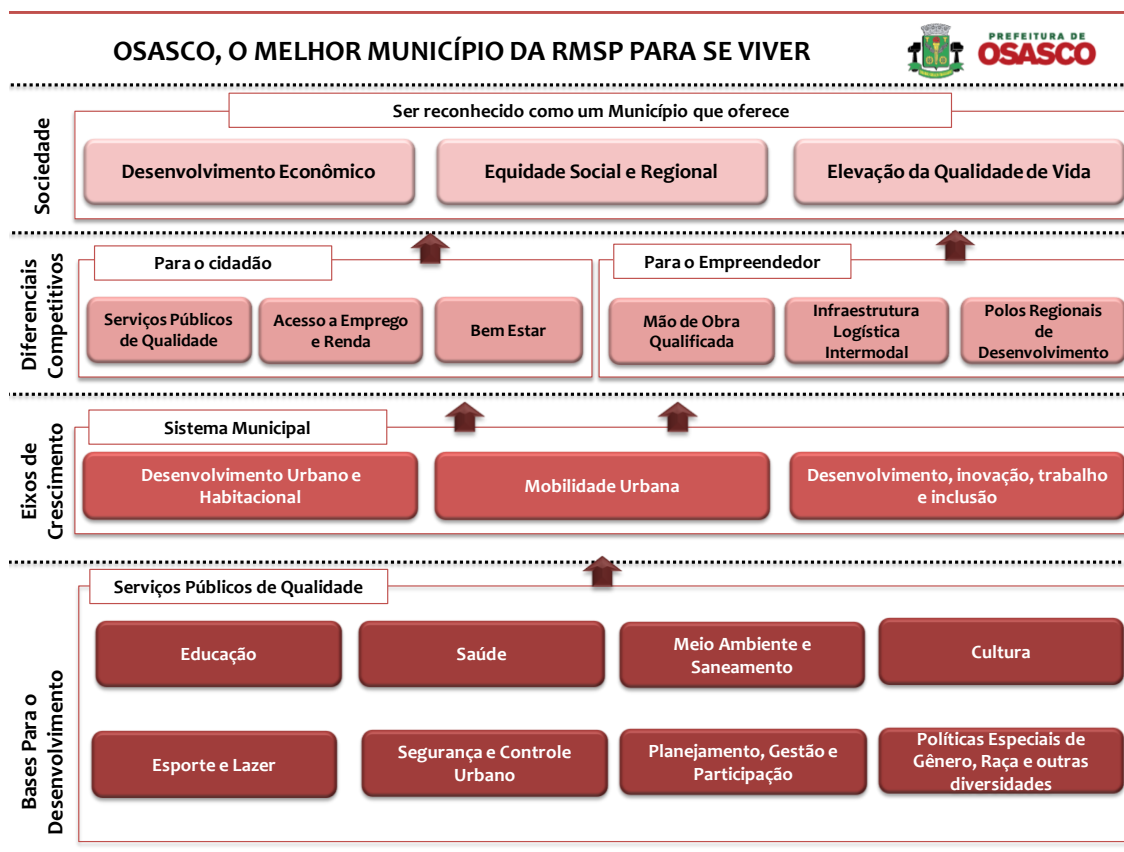 OSASCO, O MELHOR MUNICÍPIO DA RMSP PARA SE VIVER
PREFEITURA DE
OSASCO
Sociedade
Ser reconhecido como um Município que oferece
Desenvolvimento Econômico
Equidade Social e Regional
Elevação da Qualidade de Vida
Diferenciais
Competitivos
Para o cidadão
Serviços Públicos
de Qualidade
Acesso a Emprego
e Renda
Bem Estar
Para o Empreendedor
Mão de Obra
Qualificada
Infraestrutura
Logística
Intermodal
Polos Regionais
de
Desenvolvimento
Eixos de
Crescimento
Sistema Municipal
Desenvolvimento Urbano e
Habitacional
Mobilidade Urbana
Desenvolvimento, inovação, trabalho
e inclusão
Bases Para o
Desenvolvimento
Serviços Públicos de Qualidade
Educação
Saúde
Meio Ambiente e
Saneamento
Cultura
Esporte e Lazer
Segurança e Controle
Urbano
Planejamento, Gestão e
Participação
Políticas Especiais de
Gênero, Raça e outras
diversidades